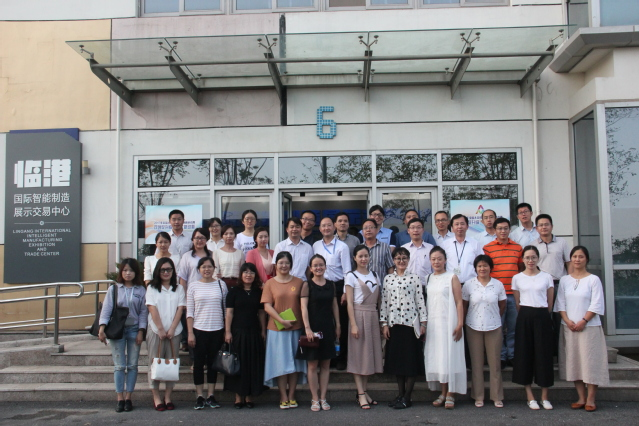 临港
国际智能制造
展示交易中心
LINGANG INTERNATIONAL
INTELLIGENT
MANUFACTURING
EXHIBITION
AND
TRADE CENTER
6